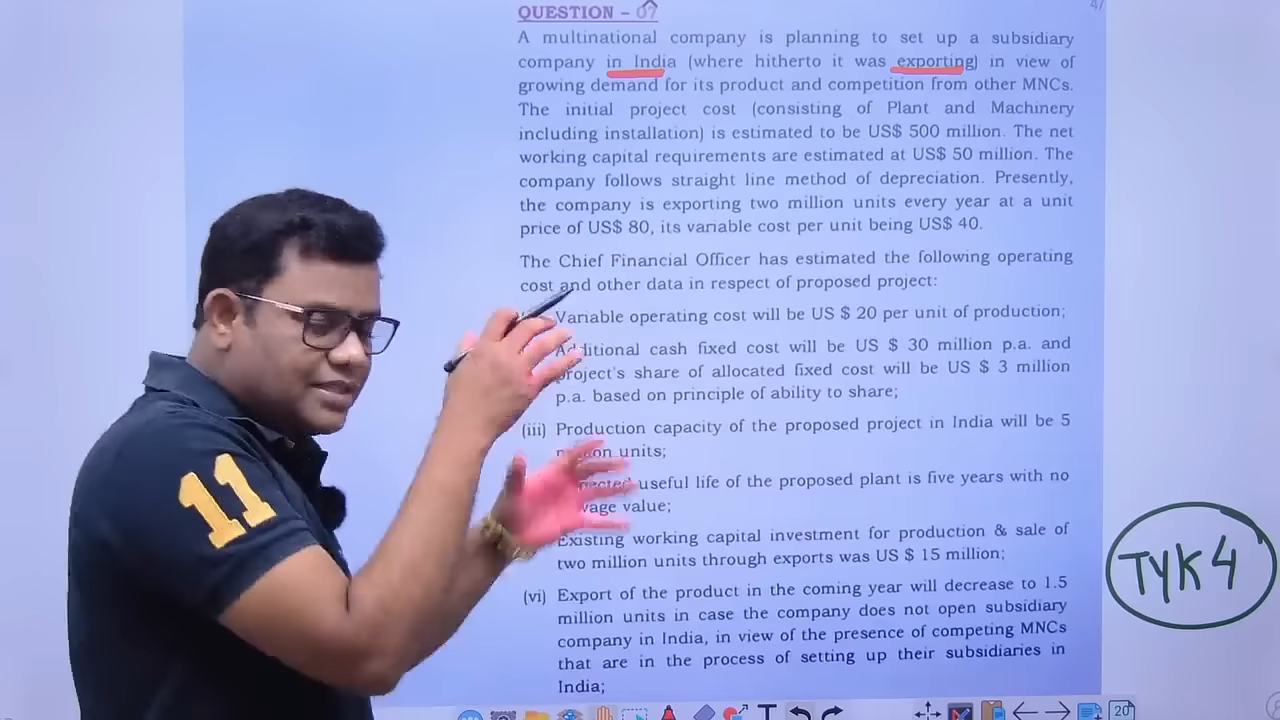 QUESTION – 07
47
A multinational company is planning to set up a subsidiary
company in India (where hitherto it was exporting) in view of
growing demand for its product and competition from other MNCs.
The initial project cost (consisting of Plant and Machinery
including installation) is estimated to be US$ 500 million. The net
working capital requirements are estimated at US$ 50 million. The
company follows straight line method of depreciation. Presently,
the company is exporting two million units every year at a unit
price of US$ 80, its variable cost per unit being US$ 40.
The Chief Financial Officer has estimated the following operating
cost and other data in respect of proposed project:
Variable operating cost will be US $ 20 per unit of production;
Additional cash fixed cost will be US $ 30 million p.a. and
project's share of allocated fixed cost will be US $ 3 million
p.a. based on principle of ability to share;
(iii) Production capacity of the proposed project in India will be 5
units;
useful life of the proposed plant is five years with no
value;
Existing working capital investment for production & sale of
two million units through exports was US $ 15 million;
(vi) Export of the product in the coming year will decrease to 1.5
million units in case the company does not open subsidiary
company in India, in view of the presence of competing MNCs
that are in the process of setting up their subsidiaries in
India;
TYK 4
11
T
20